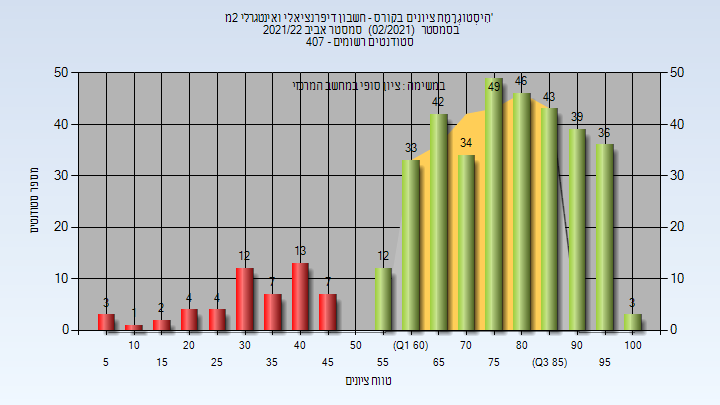 היסטוגרמת ציונים בקורס - חשבון דיפרנציאלי ואינטגרלי 2מ'
בסמסטר (02/2021) סמסטר אביב 2021/22
סטודנטים רשומים - 407
במשימה : ציון סופי במחשב המרכזי
מספר סטודנטים
50 40 30 20 10 0
50 40 30 20 10 0
3 1 2 4 4 12 7 13 7 12 33 42 34 49 46 43 39 36 3
10 20 30 40 50 (Q1 60) 70 80 90 100
5 15 25 35 45 55 65 75 (Q3 85) 95
טווח ציונים